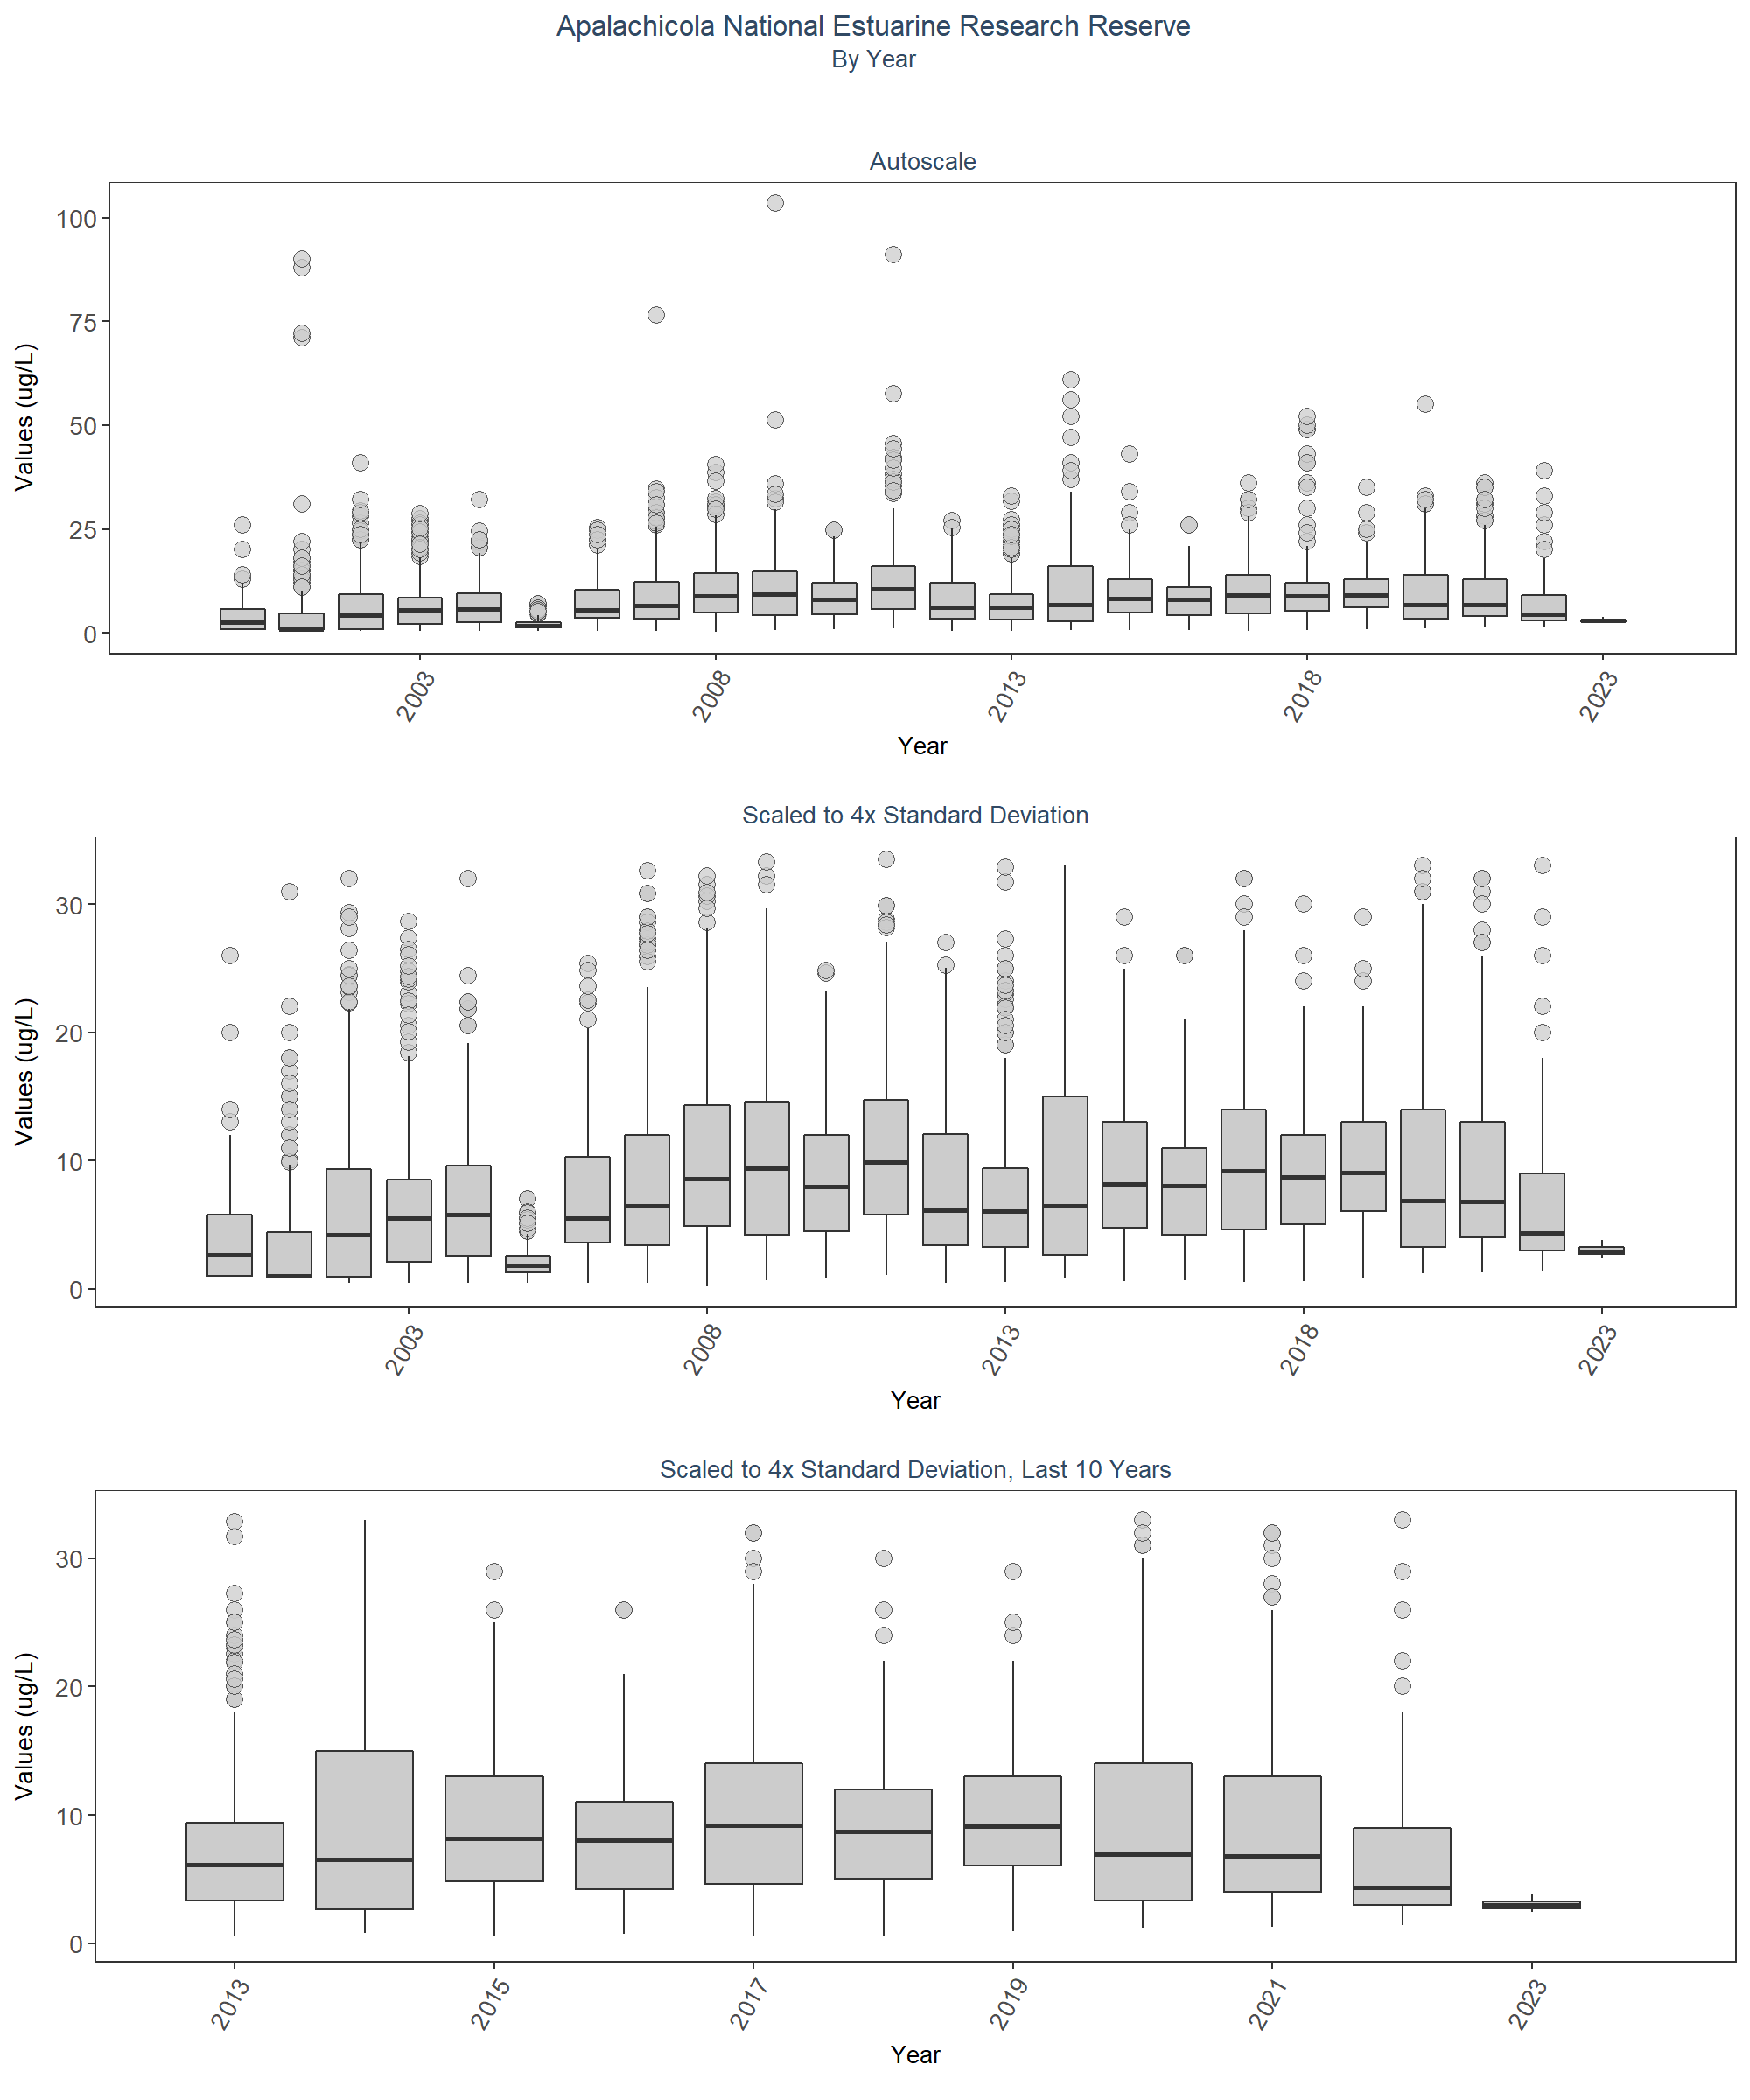 Apalachicola National Estuarine Research Reserve
By Year
Autoscale
Values (ug/L)
100
75
50
25
0
2003
2008
2013
2018
2023
Year
Scaled to 4x Standard Deviation
Values (ug/L)
30
20
10
0
2003
2008
2013
2018
2023
Year
Scaled to 4x Standard Deviation, Last 10 Years
Values (ug/L)
30
20
10
0
2013
2015
2017
2019
2021
2023
Year